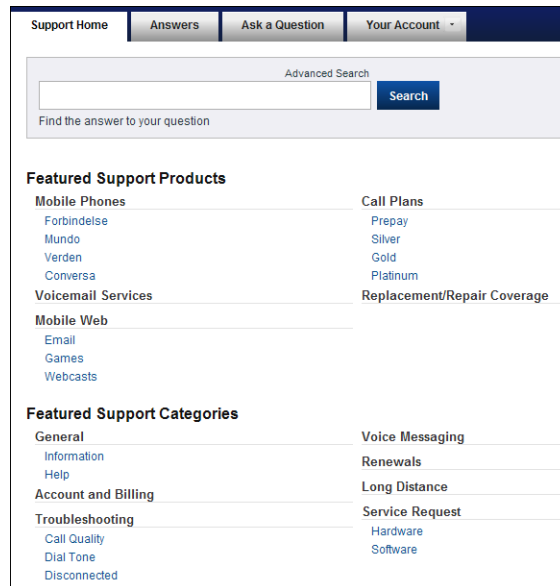 Support Home
Answers
Ask a Question
Your Account
Advanced Search
Search
Find the answer to your question
Featured Support Products
Mobile Phones
Forbindelse
Mundo
Verden
Conversa
Voicemail Services
Mobile Web
Email
Games
Webcasts
Call Plans
Prepay
Silver
Gold
Platinum
Replacement/Repair Coverage
Featured Support Categories
General
Information
Help
Account and Billing
Troubleshooting
Call Quality
Dial Tone
Disconnected
Voice Messaging
Renewals
Long Distance
Service Request
Hardware
Software